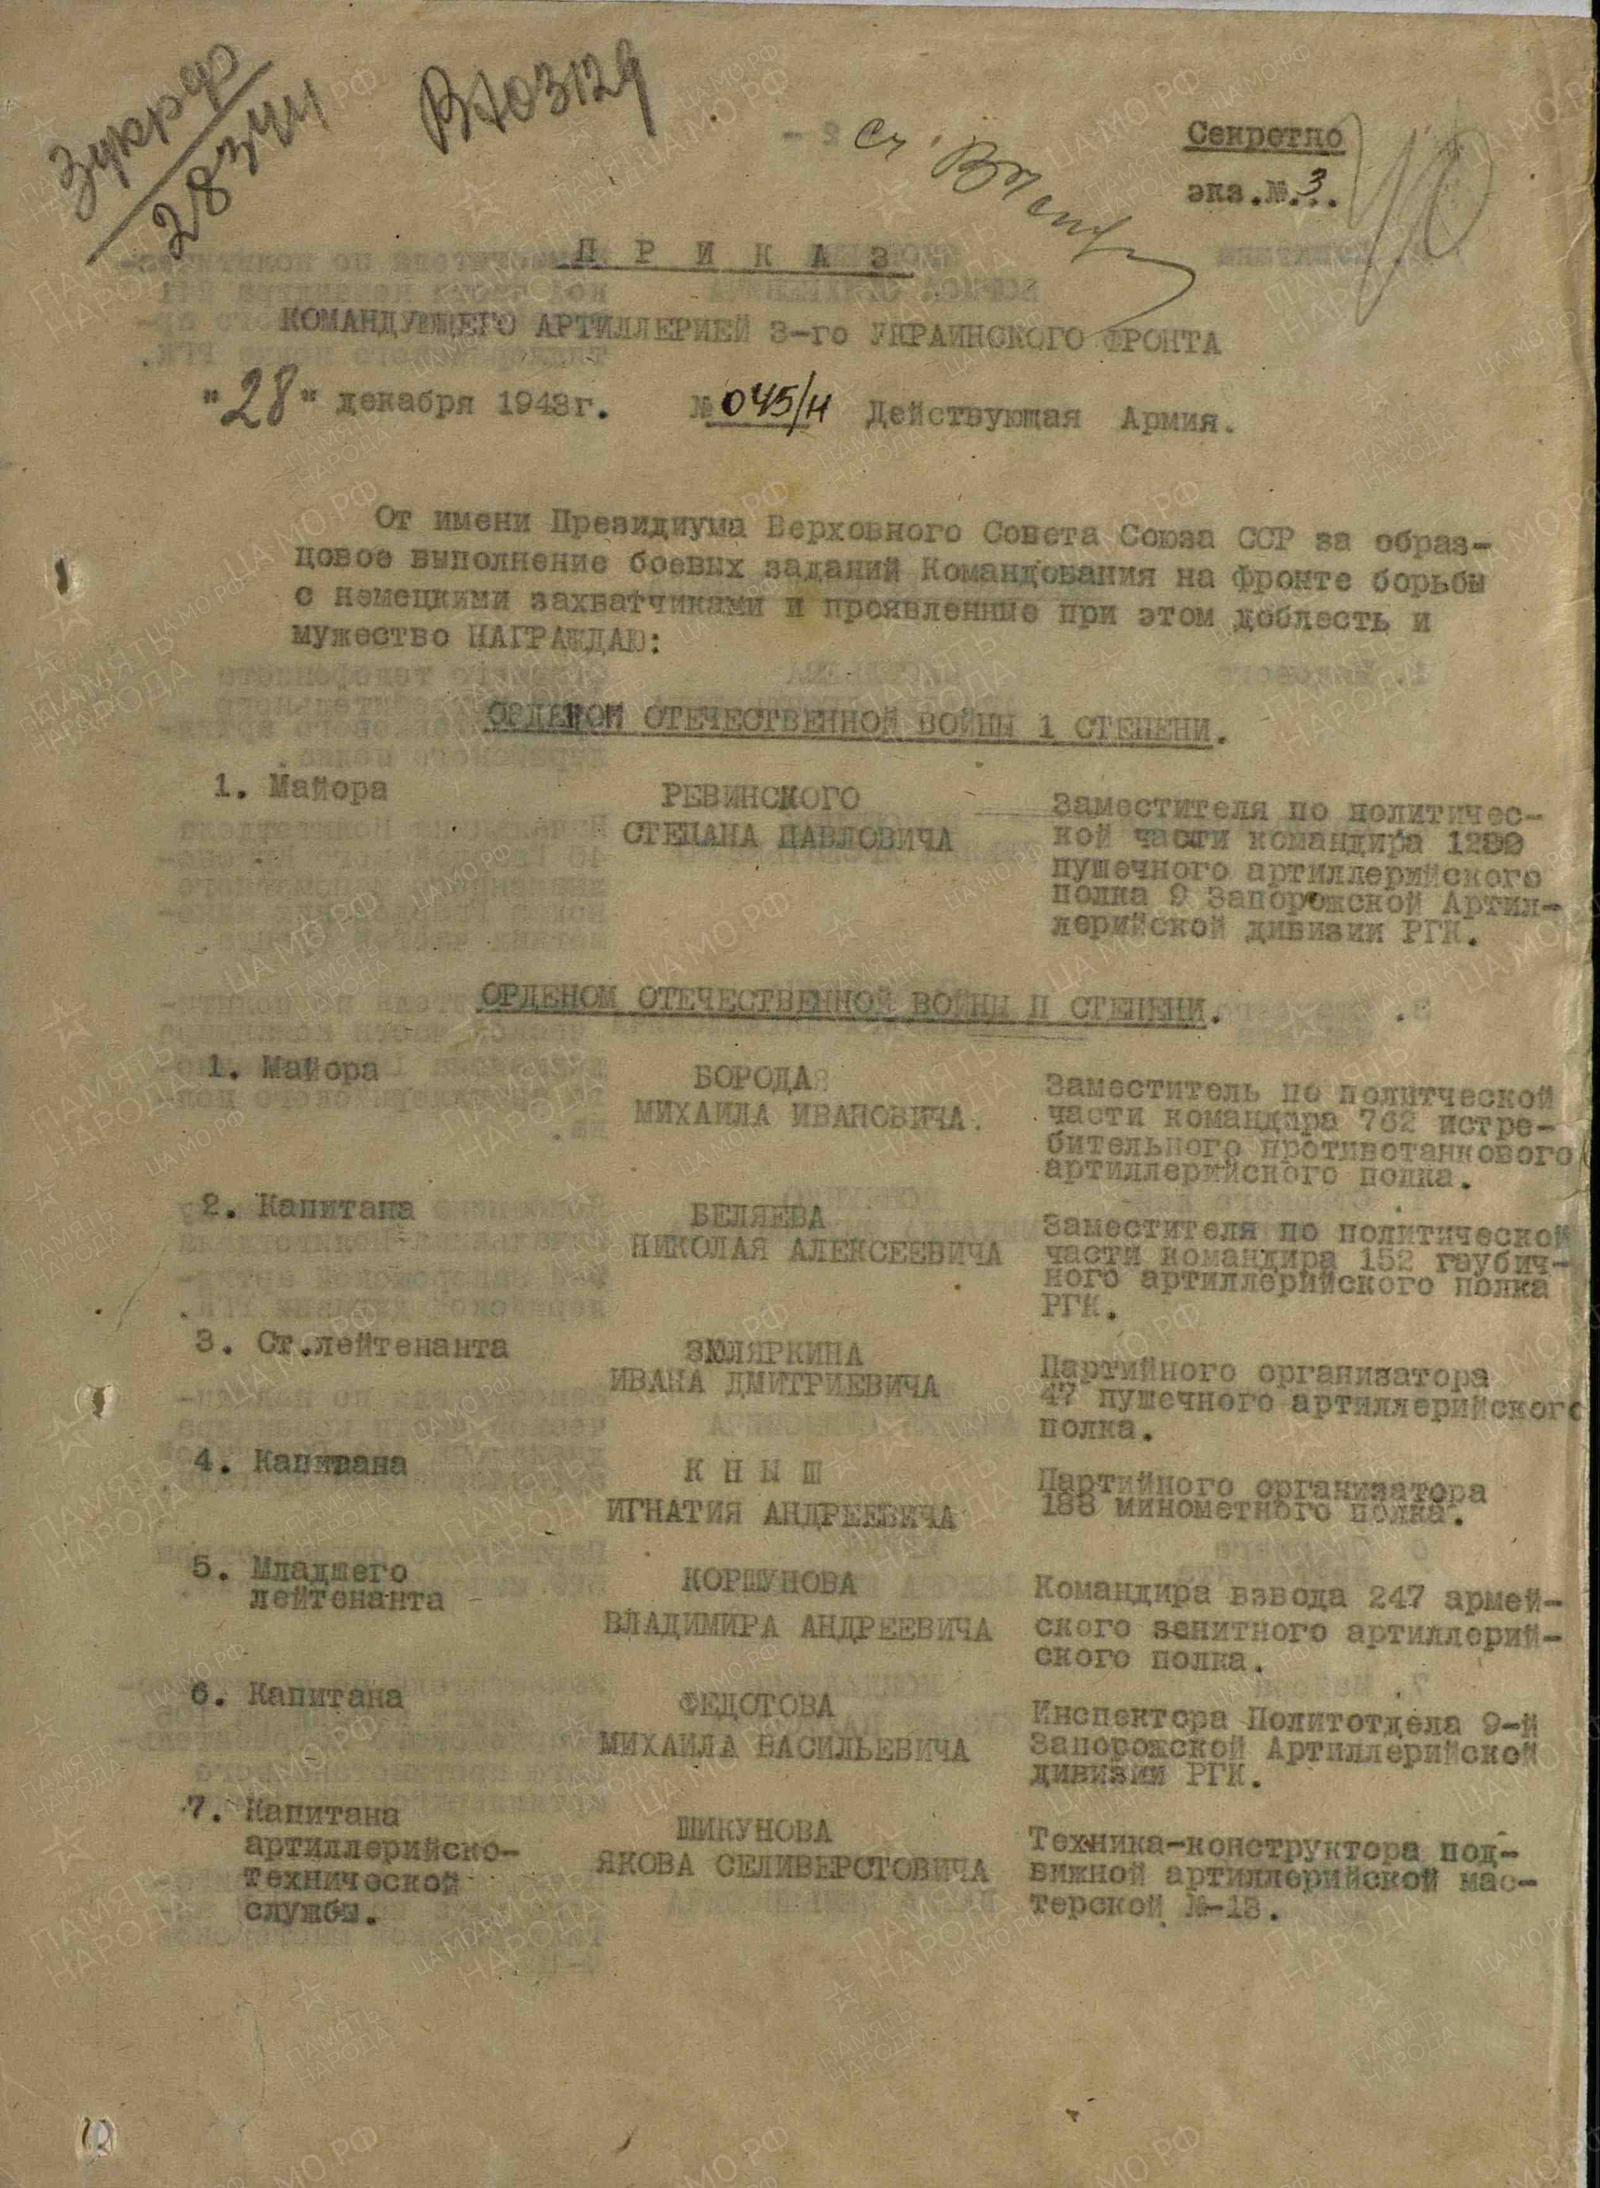 3 укр ф
28344
Секретно
экз.№.3..
П Р И К А З
КОМАНДУЮЩЕГО АРТИЛЛЕРИЕЙ 3-го УКРАИНСКОГО ФРОНТА
"28" декабря 1943г. № 045/н Действующая Армия.
От имени Президиума Верховного Совета Союза ССР за образ-
цовое выполнение боевых заданий Командования на фронте борьбы
с немецкими захватчиками и проявленные при этом доблесть и
мужество НАГРАЖДАЮ:
ОРДЕНОМ ОТЕЧЕСТВЕННОЙ ВОЙНЫ 1 СТЕПЕНИ.
1. Майора
РЕВИНСКОГО
СТЕПАНА ПАВЛОВИЧА
Заместителя по политичес-
кой части командира
пушечного артиллерийского
полка 9 Запорожской Артил-
лерийской дивизии РГК.
ОРДЕНОМ ОТЕЧЕСТВЕННОЙ ВОЙНЫ П СТЕПЕНИ.
1. Майора
БОРОДА
МИХАИЛА ИВАНОВИЧА.
Заместитель по политческой
части командира 762 истре-
бительного противотанкового
артиллерийского полка.
2. Капитана
БЕЛЯЕВА
НИКОЛАЯ АЛЕКСЕЕВИЧА
Заместителя по политической
части командира 152 гаубич-
ного артиллерийского полка
РГК.
3. Ст.лейтенанта
ЗЮЛЯРКИНА
ИВАНА ДМИТРИЕВИЧА
Партийного организатора
47 пушечного артиллерийского
полка.
4. Капитана
К Н Ы Ш
ИГНАТИЯ АНДРЕЕВИЧА
Партийного организатора
188 минометного полка.
5. Младшего
лейтенанта
КОРШУНОВА
ВЛАДИМИРА АНДРЕЕВИЧА
Командира взвода 247 армей-
ского зенитного артиллерий-
ского полка.
6. Капитана
ФЕДОТОВА
МИХАИЛА ВАСИЛЬЕВИЧА
Инспектора Политотдела 9-й
Запорожской Артиллерийской
дивизии РГК.
7. Капитана
артиллерийско-
технической
службы.
ШИКУНОВА
ЯКОВА СЕЛИВЕРСТОВИЧА
Техника-конструктора под-
вижной артиллерийской мас-
терской №-13.